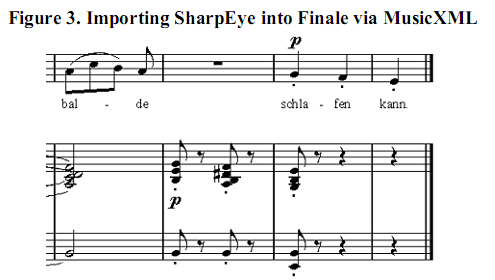 Figure 3. Importing SharpEye into Finale via MusicXML
p
bal - de schla - fen kann.
p